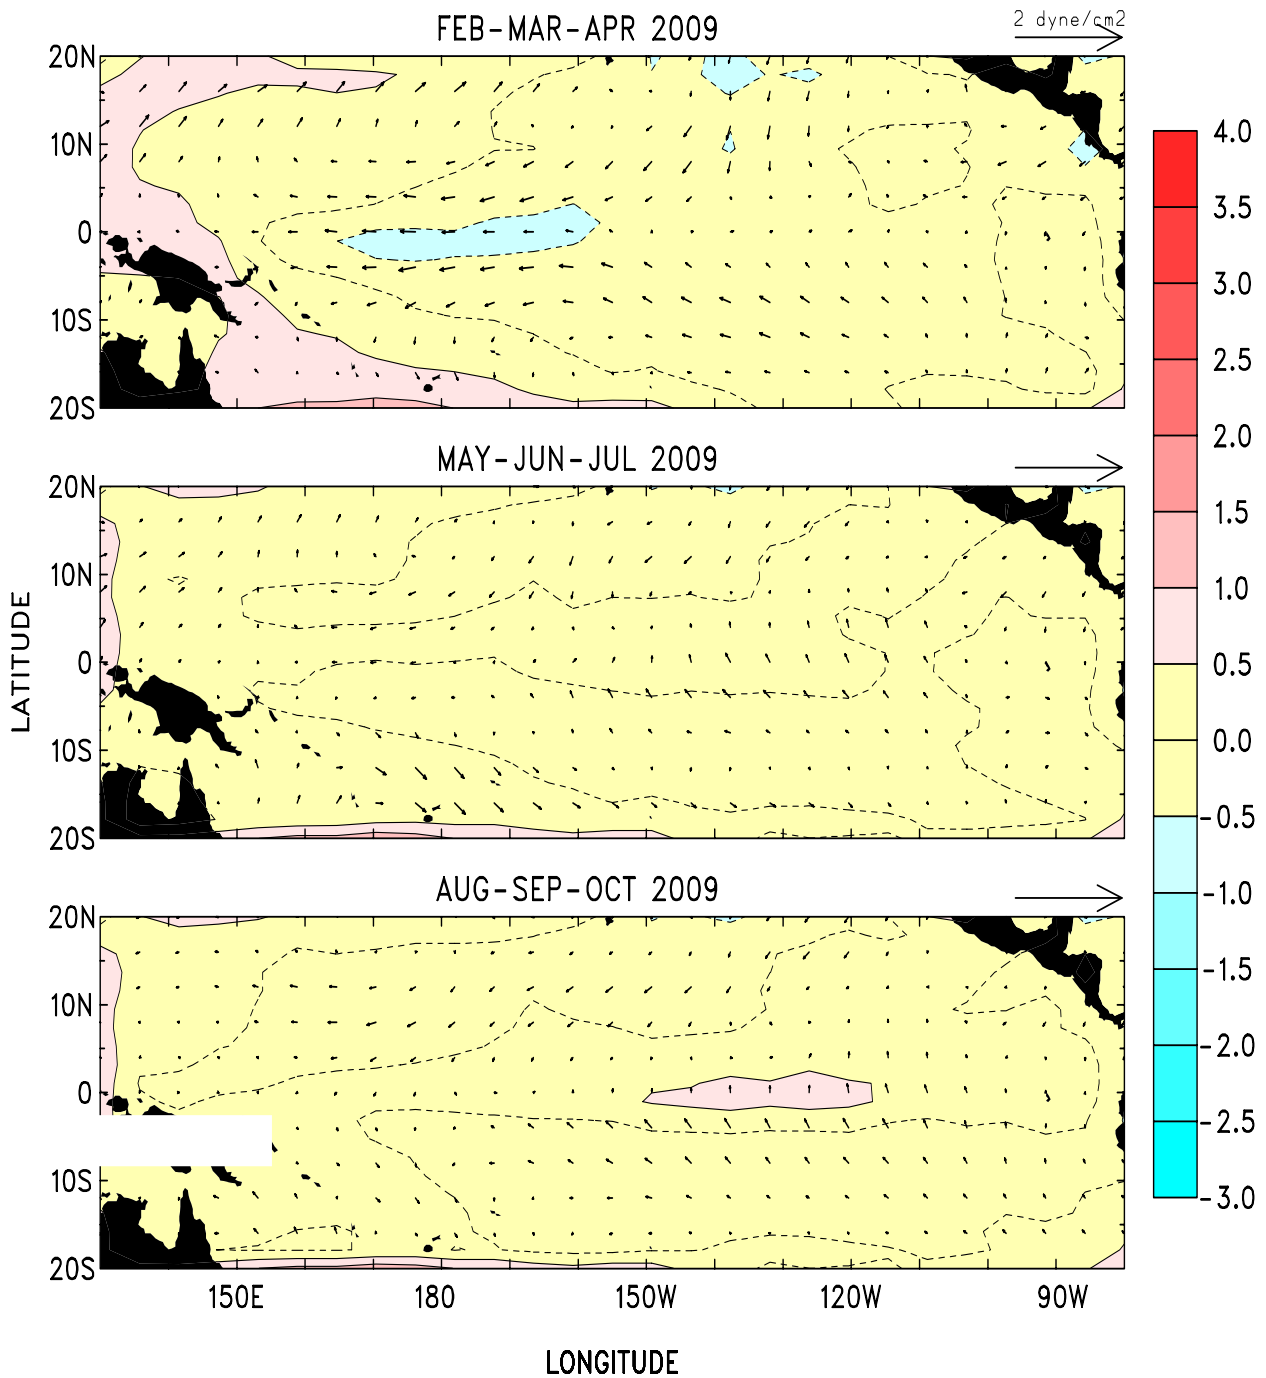 FEB-MAR-APR 2009
2 dyne/cm2
20N
10N
0
10S
20S
MAY-JUN-JUL 2009
20N
10N
0
10S
20S
AUG-SEP-OCT 2009
20N
10N
0
10S
20S
150E
180
150W
120W
90W
LONGITUDE
LATITUDE
4.0
3.5
3.0
2.5
2.0
1.5
1.0
0.5
0.0
-0.5
-1.0
-1.5
-2.0
-2.5
-3.0